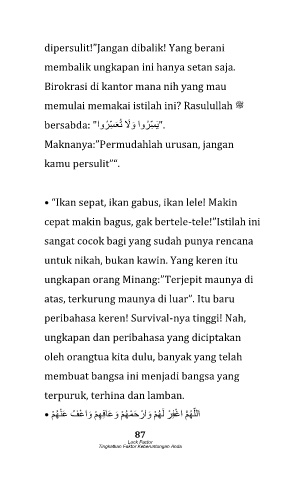 dipersulit!”Jangan dibalik! Yang berani
membalik ungkapan ini hanya setan saja.
Birokrasi di kantor mana nih yang mau
memulai memakai istilah ini? Rasulullah ﷺ
bersabda: "يَسِّرُوا وَلَا تُعَسِّرُوا".
Maknanya:”Permudahlah urusan, jangan
kamu persulit”“.
• “Ikan sepat, ikan gabus, ikan lele! Makin
cepat makin bagus, gak bertele-tele!”Istilah ini
sangat cocok bagi yang sudah punya rencana
untuk nikah, bukan kawin. Yang keren itu
ungkapan orang Minang:”Terjepit maunya di
atas, terkurung maunya di luar”. Itu baru
peribahasa keren! Survival-nya tinggi! Nah,
ungkapan dan peribahasa yang diciptakan
oleh orangtua kita dulu, banyak yang telah
membuat bangsa ini menjadi bangsa yang
terpuruk, terhina dan lamban.
• اللَّهُمَّ اغْفِرْ لَهُمْ وَارْحَمْهُمْ وَعَافِهِمْ وَاعْفُ عَنْهُمْ
87
Luck Factor
Tingkatkan Faktor Keberuntungan Anda